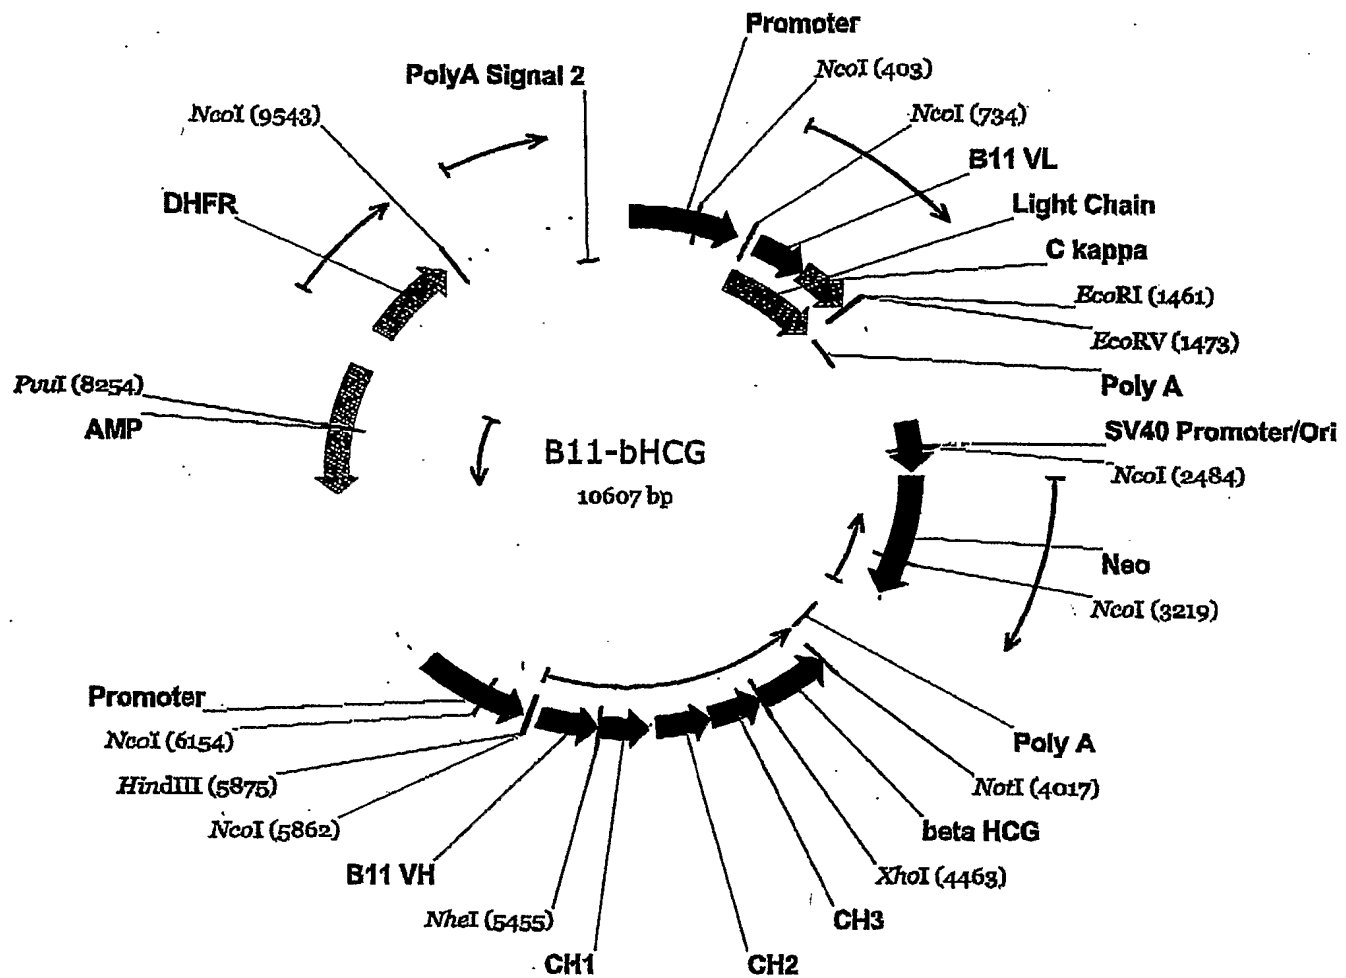 Promoter
PolyA Signal 2
NcoI (403)
NcoI (9543)
NcoI (734)
B11 VL
DHFR
Light Chain
C kappa
EcoRI (1461)
EcoRV (1473)
PvuI (8254)
Poly A
AMP
SV40 Promoter/Ori
B11-bHCG
NcoI (2484)
10607 bp
Neo
NcoI (3219)
Promoter
NcoI (6154)
Poly A
HindIII (5875)
NotI (4017)
NcoI (5862)
beta HCG
B11 VH
XhoI (4463)
NheI (5455)
CH3
CH1
CH2